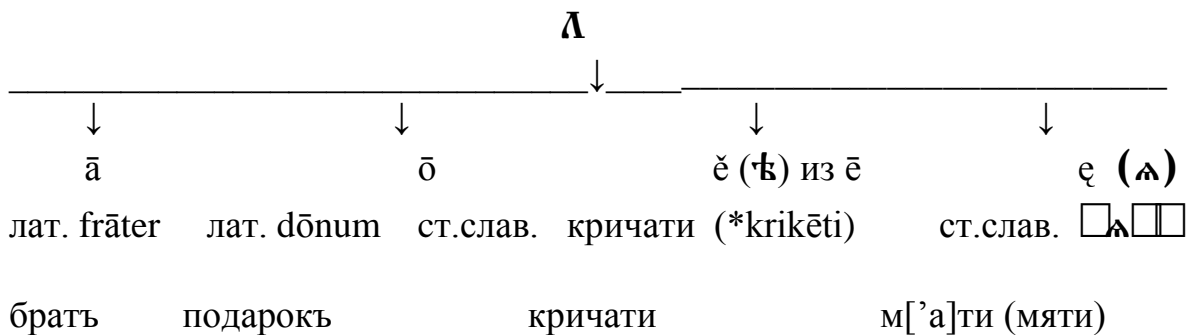 Л
↓
↓ ↓ ↓ ↓
ā ō ě (ѣ) из ē ę (ѧ)
лат. frāter лат. dōnum ст.слав. кричати (*krikēti) ст.слав. □ѧ□□
братъ подарокъ кричати м['а]ти (мяти)